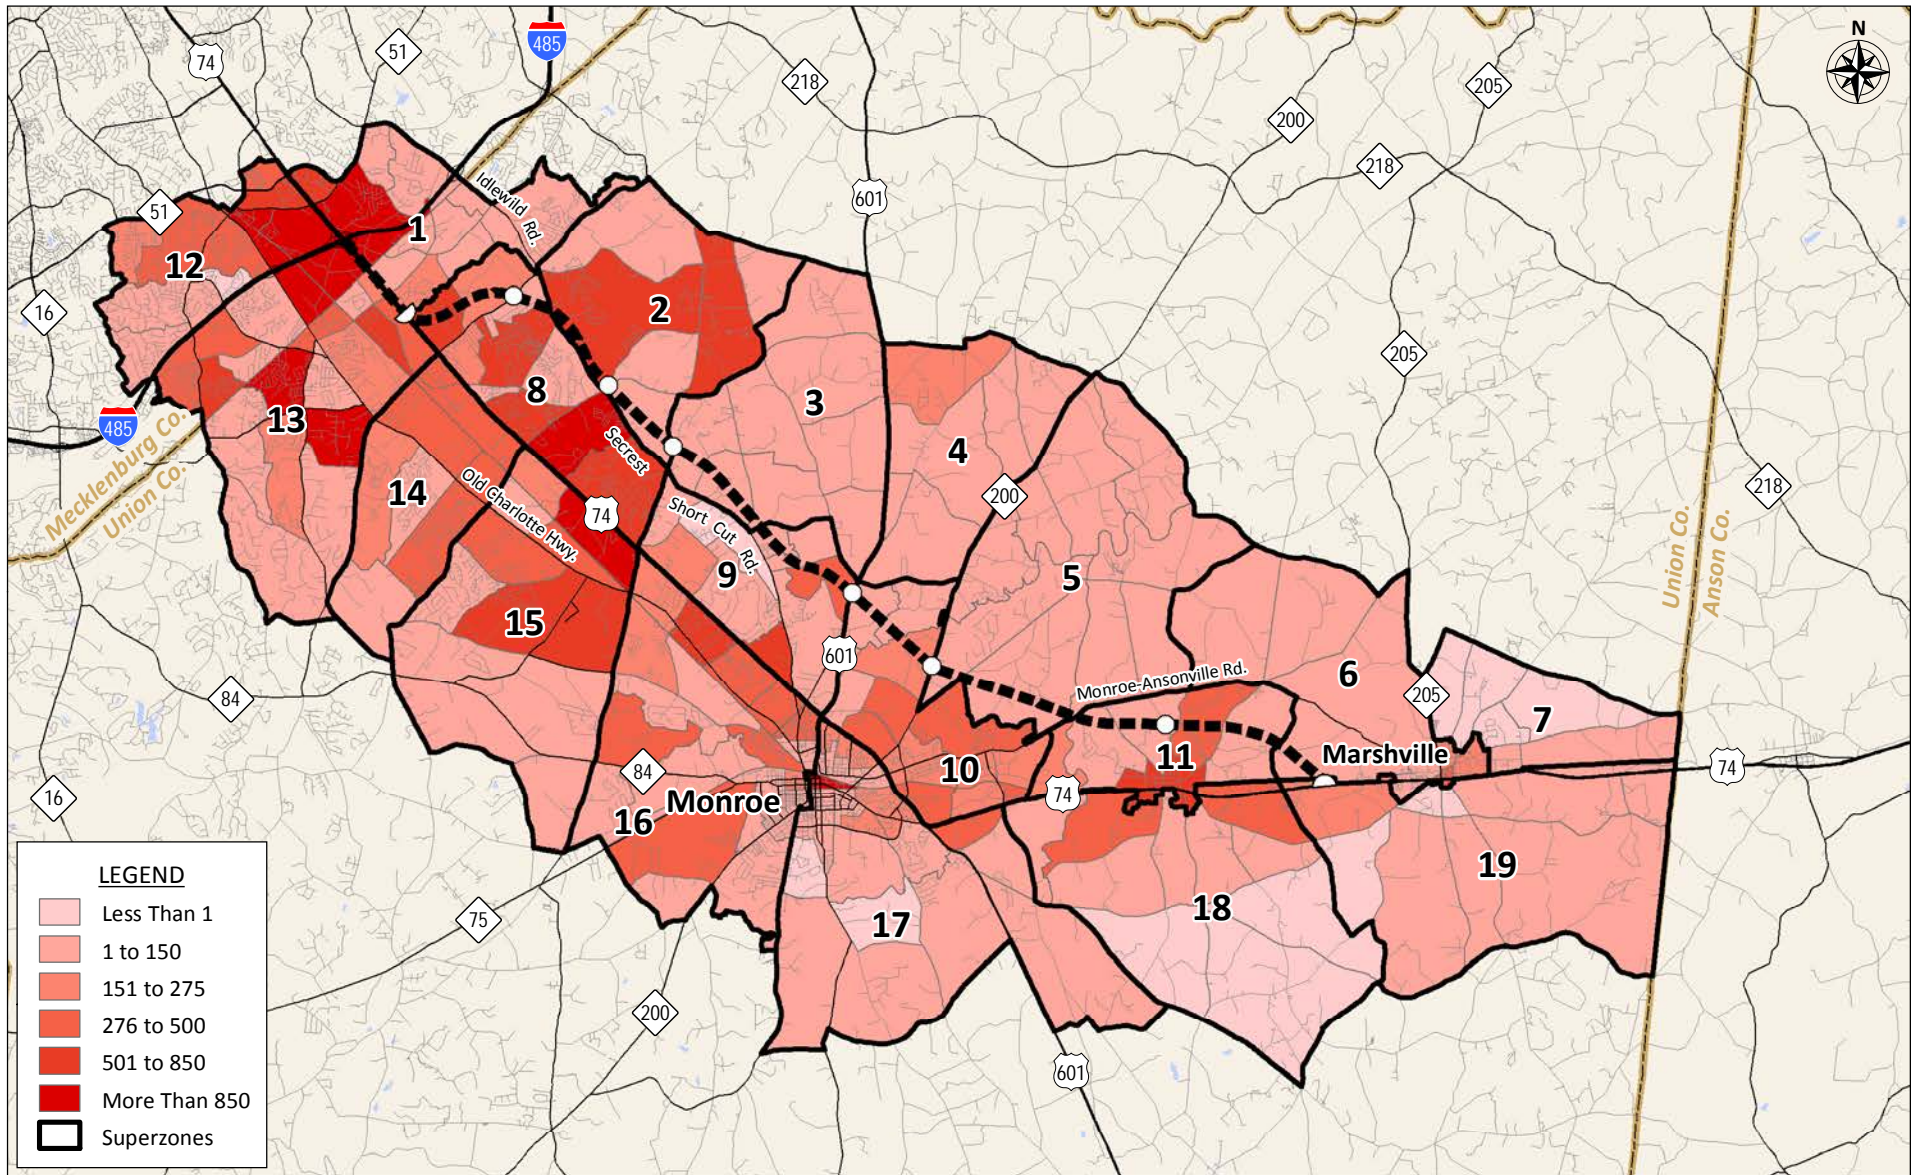 N
74
51
485
218
205
200
218
601
51
Idlewild Rd.
1
12
16
2
205
3
8
13
485
Mecklenburg Co.
Union Co.
4
14
200
218
Secrest
Old Charlotte Hwy.
74
Short Cut Rd.
9
5
Union Co.
Anson Co.
15
601
Monroe-Ansonville Rd.
6
205
84
7
11
Marshville
74
10
84
74
16
Monroe
16
19
18
17
75
200
601
LEGEND
Less Than 1
1 to 150
151 to 275
276 to 500
501 to 850
More Than 850
Superzones